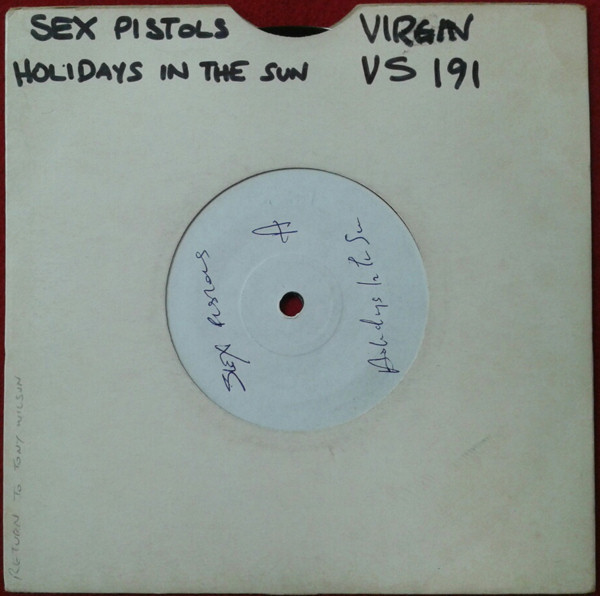 SEX PISTOLS VIRGIN
HOLIDAYS IN THE SUN VS 191
A
SEX PISTOLS
Holidays In The Sun
RETURN TO TONY WILSON